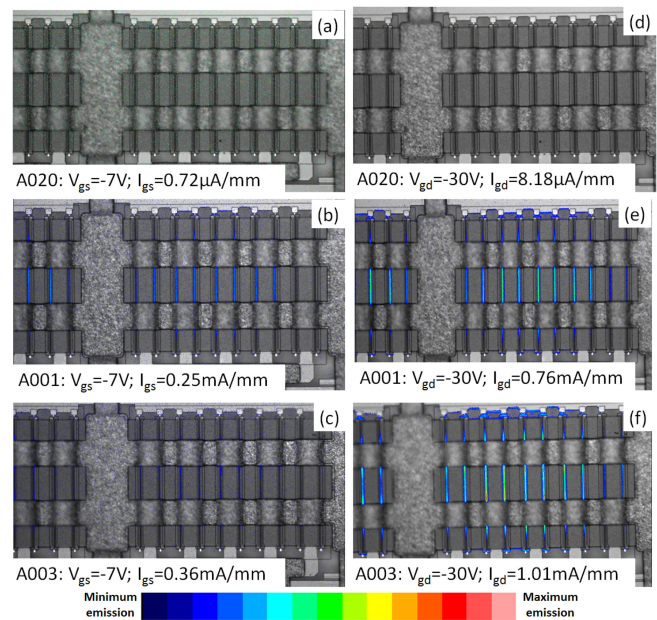 (a)
A020: Vgs=-7V; Igs=0.72µA/mm
(d)
A020: Vgd=-30V; Igd=8.18µA/mm
(b)
A001: Vgs=-7V; Igs=0.25mA/mm
(e)
A001: Vgd=-30V; Igd=0.76mA/mm
(c)
A003: Vgs=-7V; Igs=0.36mA/mm
(f)
A003: Vgd=-30V; Igd=1.01mA/mm
Minimum
emission
Maximum
emission